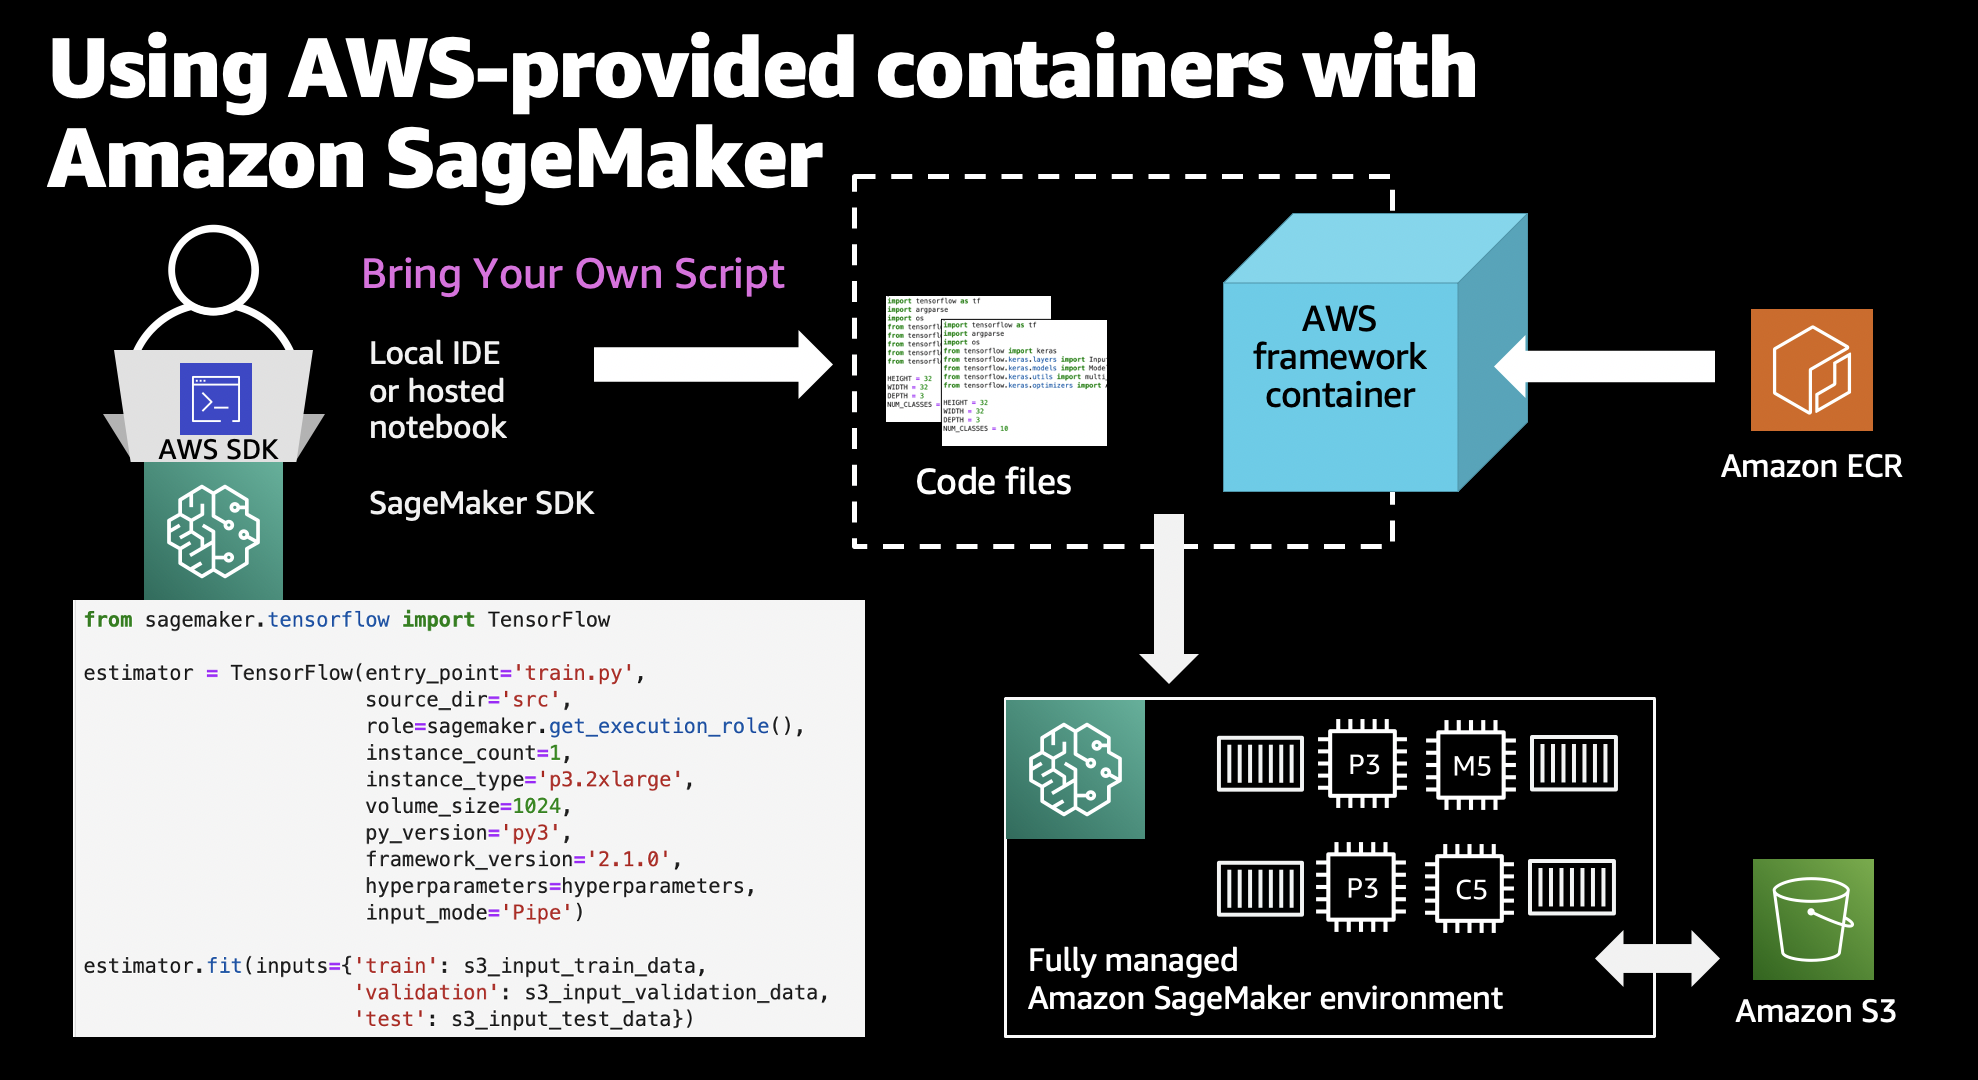 Using AWS-provided containers with
Amazon SageMaker
Bring Your Own Script
Local IDE
or hosted
notebook
SageMaker SDK
AWS SDK
import tensorflow as tf
import argparse
import os
from tensorfl
from tensorfl
from tensorfl
from tensorfl
from tensorfl
HEIGHT = 32
WIDTH = 32
DEPTH = 3
NUM_CLASSES =
import tensorflow as tf
import argparse
import os
from tensorflow import keras
from tensorflow.keras.layers import Inpu
from tensorflow.keras.models import Mode
from tensorflow.keras.utils import multi
from tensorflow.keras.optimizers import
HEIGHT = 32
WIDTH = 32
DEPTH = 3
NUM_CLASSES = 10
Code files
AWS
framework
container
Amazon ECR
from sagemaker.tensorflow import TensorFlow
estimator = TensorFlow(entry_point='train.py',
source_dir='src',
role=sagemaker.get_execution_role(),
instance_count=1,
instance_type='p3.2xlarge',
volume_size=1024,
py_version='py3',
framework_version='2.1.0',
hyperparameters=hyperparameters,
input_mode='Pipe')
estimator.fit(inputs={'train': s3_input_train_data,
'validation': s3_input_validation_data,
'test': s3_input_test_data})
P3
M5
P3
C5
Fully managed
Amazon SageMaker environment
Amazon S3